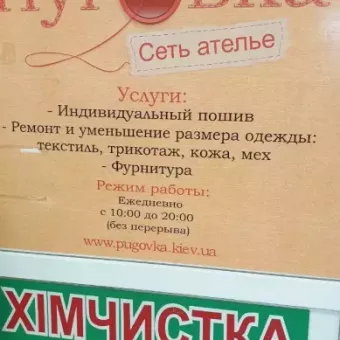 Сеть ателье
Услуги:
- Индивидуальный пошив
- Ремонт и уменьшение размера одежды:
текстиль, трикотаж, кожа, мех
- Фурнитура
Режим работы:
Ежедневно
с 10:00 до 20:00
(без перерыва)
www.pugovka.kiev.ua
ХІМЧИСТКА